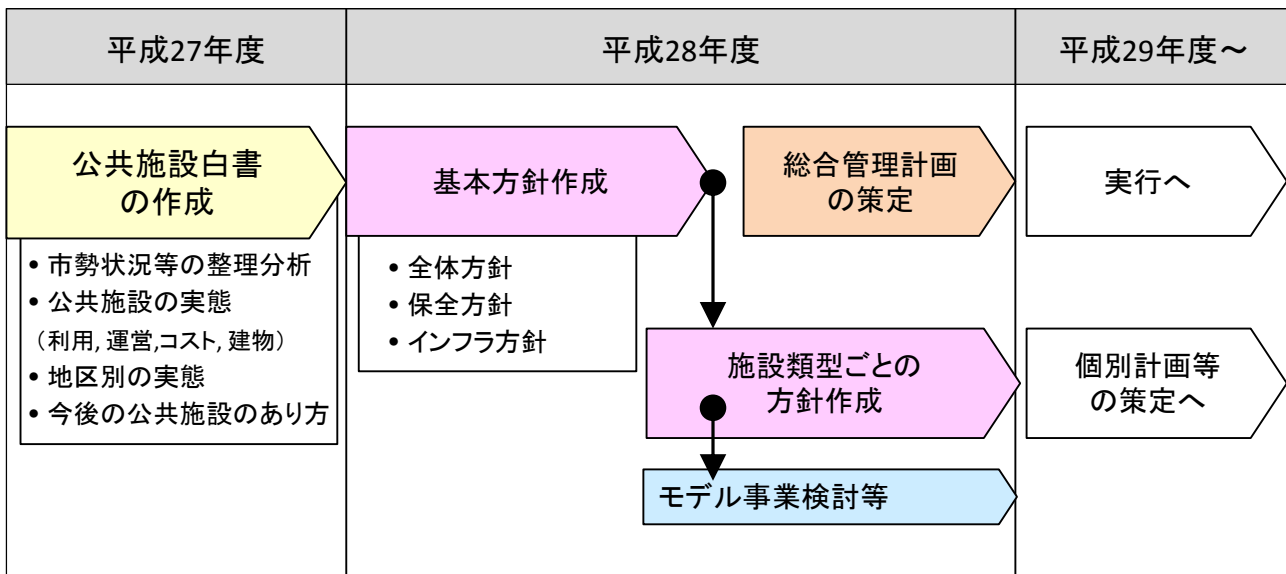 平成27年度
平成28年度
平成29年度～
公共施設白書
の作成
• 市勢状況等の整理分析
• 公共施設の実態
（利用, 運営,コスト, 建物）
• 地区別の実態
• 今後の公共施設のあり方
基本方針作成
• 全体方針
• 保全方針
• インフラ方針
総合管理計画
の策定
実行へ
施設類型ごとの
方針作成
個別計画等
の策定へ
モデル事業検討等